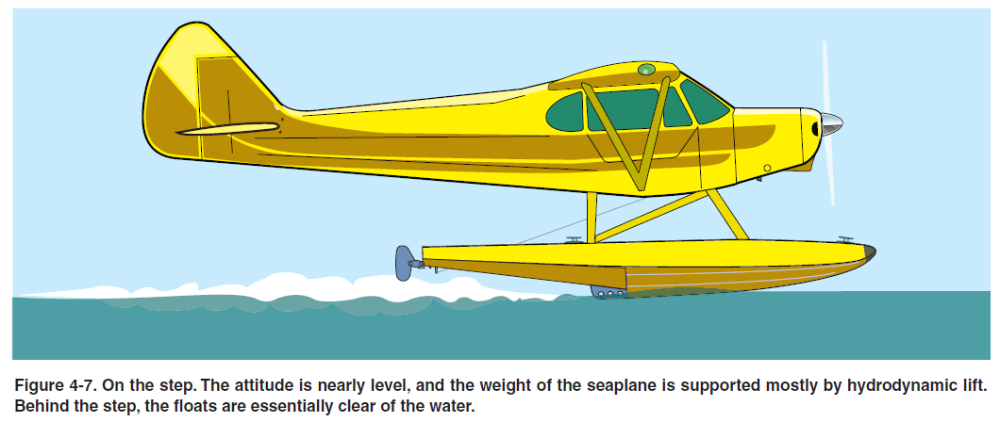 Figure 4-7. On the step. The attitude is nearly level, and the weight of the seaplane is supported mostly by hydrodynamic lift.
Behind the step, the floats are essentially clear of the water.